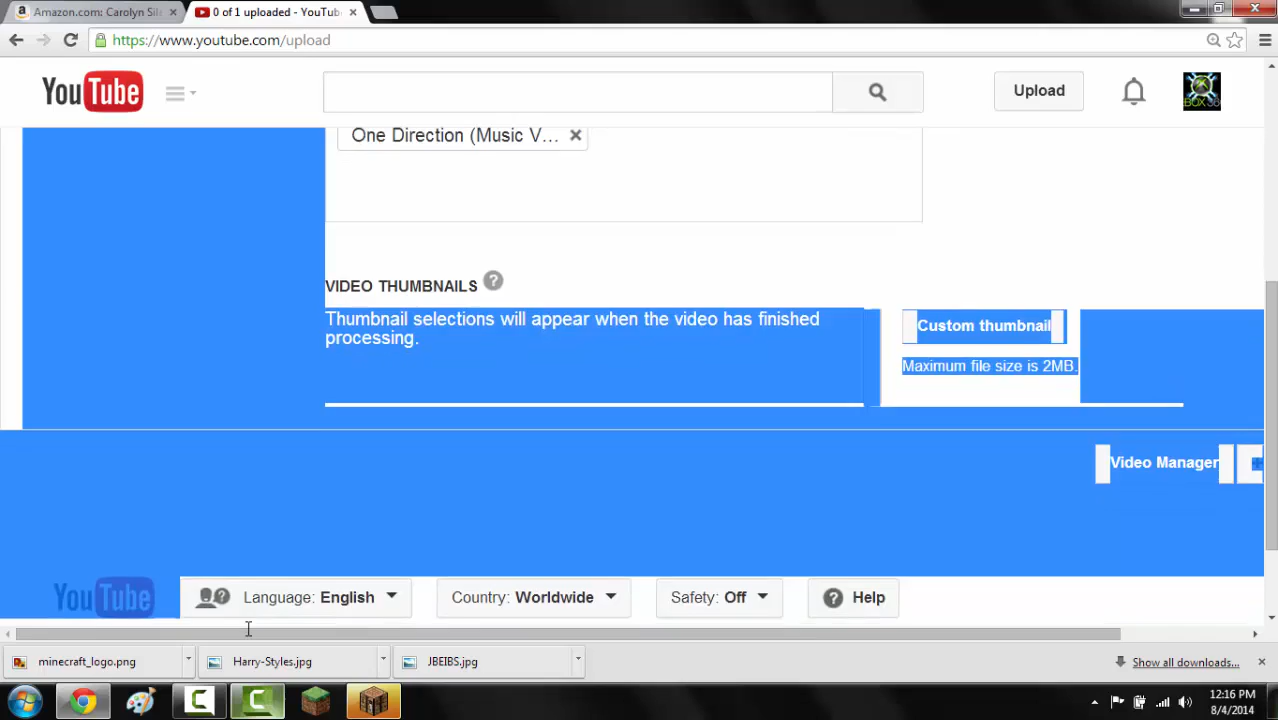 Amazon.com: Carolyn Sil
0 of 1 uploaded - YouTub
https://www.youtube.com/upload
YouTube
Upload
One Direction (Music V...
VIDEO THUMBNAILS ?
Thumbnail selections will appear when the video has finished
processing.
Custom thumbnail
Maximum file size is 2MB.
Video Manager
YouTube
Language: English
Country: Worldwide
Safety: Off
Help
minecraft_logo.png
Harry-Styles.jpg
JBEIBS.jpg
Show all downloads...
12:16 PM
8/4/2014